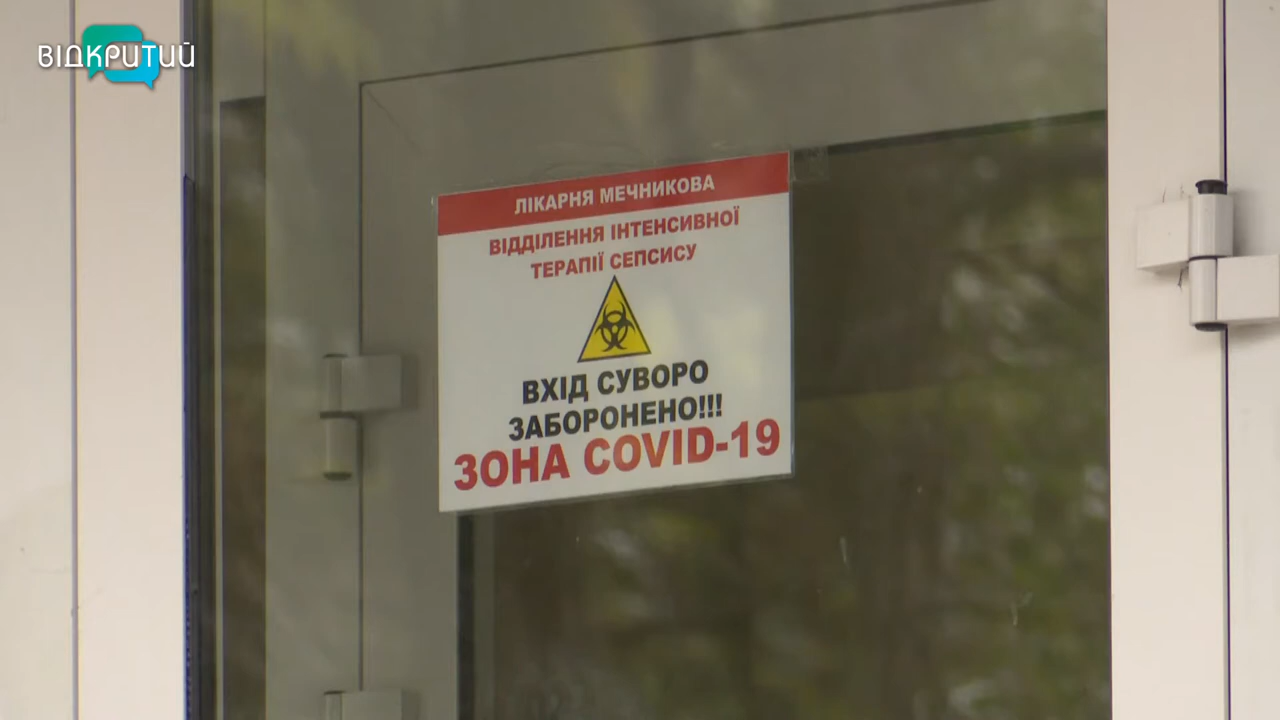 ВІДКРИТИЙ
ЛІКАРНЯ МЕЧНИКОВА
ВІДДІЛЕННЯ ІНТЕНСИВНОЇ
ТЕРАПІЇ СЕПСИСУ
ВХІД СУВОРО
ЗАБОРОНЕНО!!!
ЗОНА COVID-19